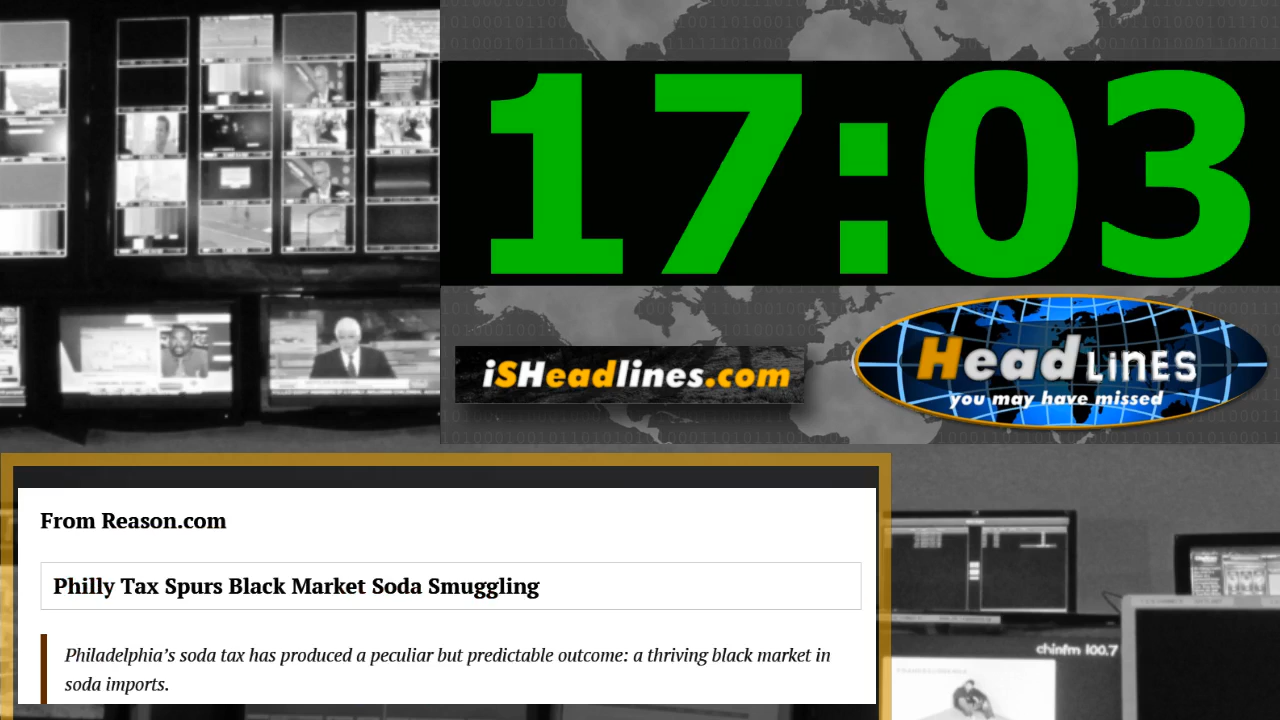 17:03
iSHeadlines.com
Headlines
you may have missed
From Reason.com
Philly Tax Spurs Black Market Soda Smuggling
Philadelphia's soda tax has produced a peculiar but predictable outcome: a thriving black market in
soda imports.
chinfm 100.7